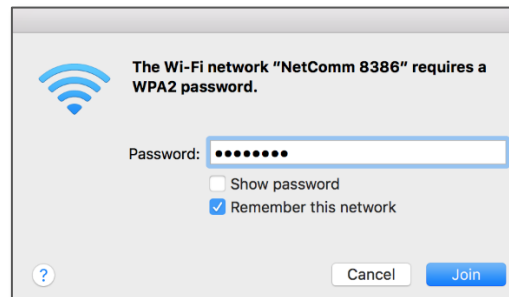 The Wi-Fi network “NetComm 8386” requires a
WPA2 password.
Password: ••••••••
Show password
Remember this network
? Cancel Join